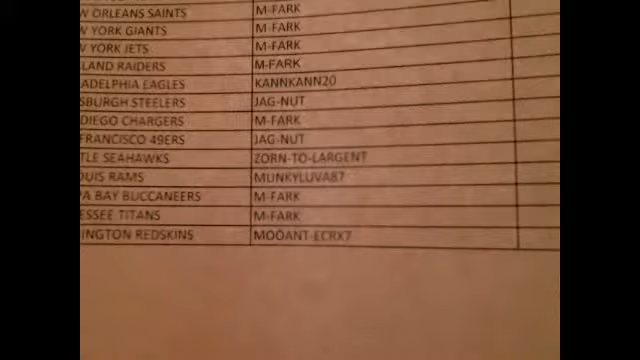 W ORLEANS SAINTS M-FARK
W YORK GIANTS M-FARK
W YORK JETS M-FARK
LAND RAIDERS M-FARK
ADELPHIA EAGLES KANNKANN20
SBURGH STEELERS JAG-NUT
DIEGO CHARGERS M-FARK
FRANCISCO 49ERS JAG-NUT
TLE SEAHAWKS ZORN-TO-LARGENT
OUIS RAMS MUNKYLUVA87
A BAY BUCCANEERS M-FARK
ESSEE TITANS M-FARK
INGTON REDSKINS MOOANT-ECRX7